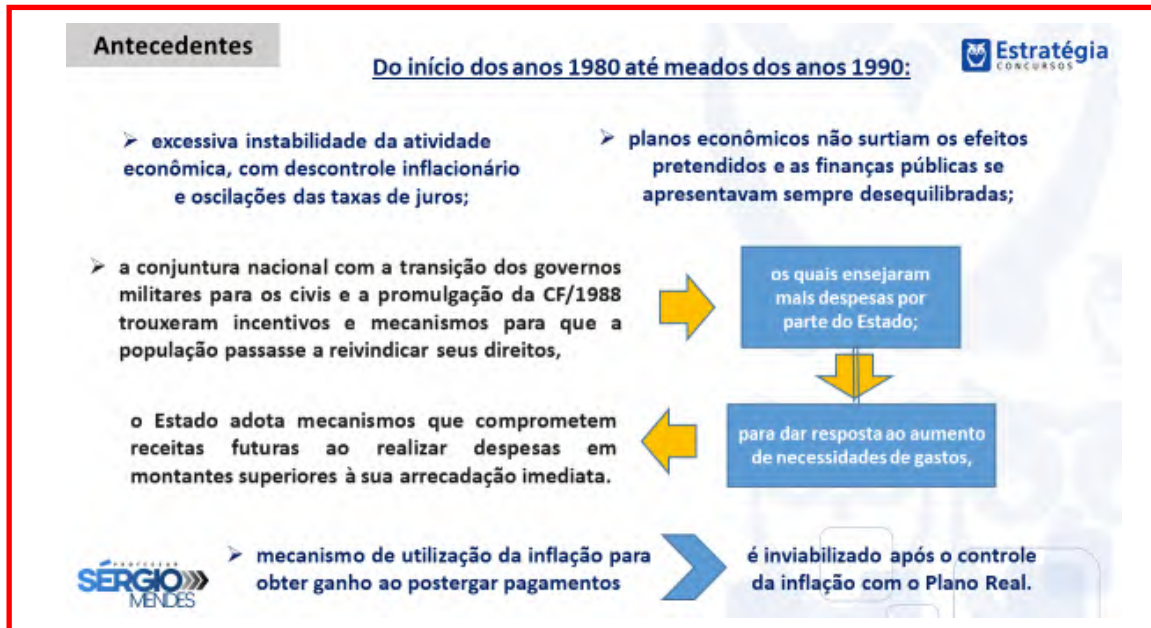 Antecedentes
Do início dos anos 1980 até meados dos anos 1990:
Estratégia
CONCURSOS
➢ excessiva instabilidade da atividade
econômica, com descontrole inflacionário
e oscilações das taxas de juros;
➢ planos econômicos não surtiam os efeitos
pretendidos e as finanças públicas se
apresentavam sempre desequilibradas;
➢ a conjuntura nacional com a transição dos governos
militares para os civis e a promulgação da CF/1988
trouxeram incentivos e mecanismos para que a
população passasse a reivindicar seus direitos,
os quais ensejaram
mais despesas por
parte do Estado;
para dar resposta ao aumento
de necessidades de gastos,
o Estado adota mecanismos que comprometem
receitas futuras ao realizar despesas em
montantes superiores à sua arrecadação imediata.
➢ mecanismo de utilização da inflação para
obter ganho ao postergar pagamentos
é inviabilizado após o controle
da inflação com o Plano Real.
PROFESSOR
SÉRGIO
MENDES